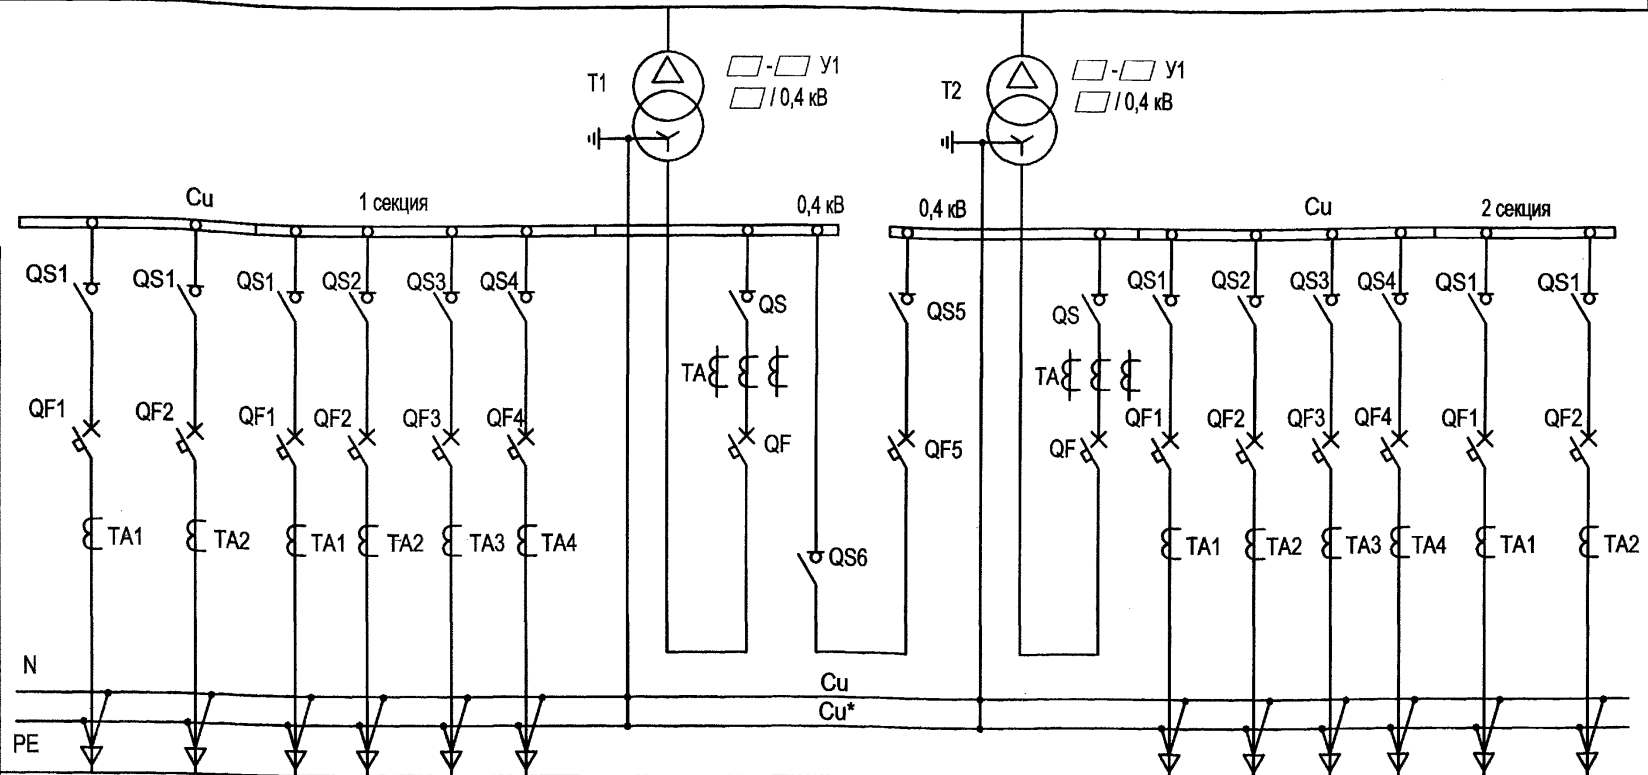 T1
□-□ У1
□/0,4 кВ
T2
□-□ У1
□/0,4 кВ
Cu
1 секция
0,4 кВ
0,4 кВ
Cu
2 секция
QS1
QS1
QS1
QS2
QS3
QS4
QS
QS5
QS
QS1
QS2
QS3
QS4
QS1
QS1
TA
TA
QF1
QF2
QF1
QF2
QF3
QF4
QF
QF5
QF
QF1
QF2
QF3
QF4
QF1
QF2
TA1
TA2
TA1
TA2
TA3
TA4
QS6
TA1
TA2
TA3
TA4
TA1
TA2
N
Cu
Cu*
PE